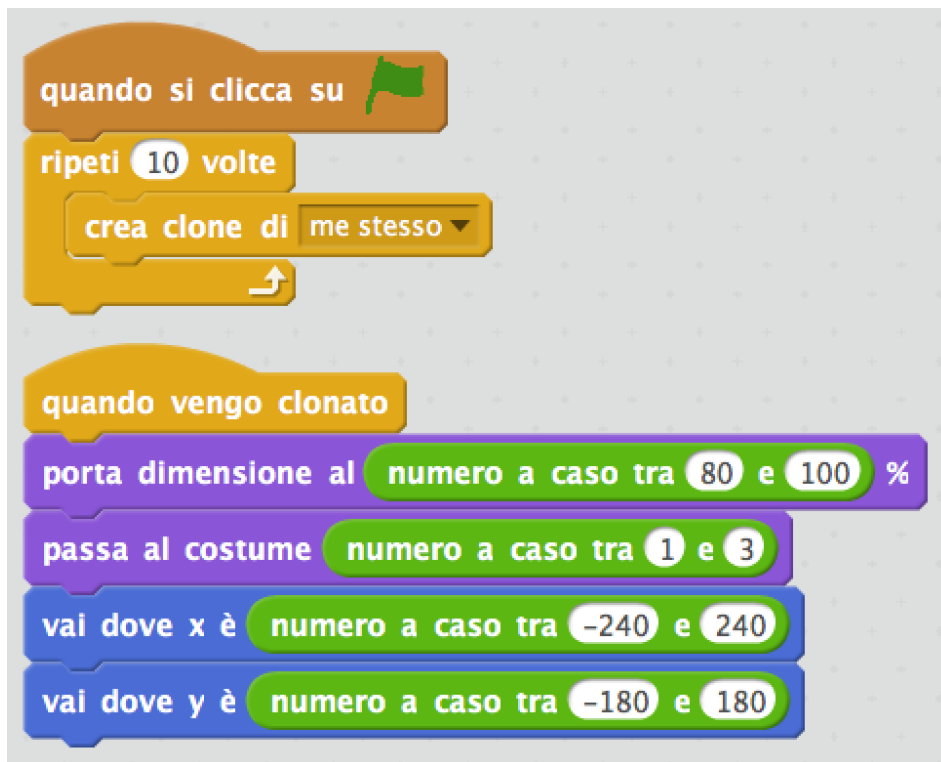 quando si clicca su
ripeti 10 volte
crea clone di me stesso
quando vengo clonato
porta dimensione al numero a caso tra 80 e 100 %
passa al costume numero a caso tra 1 e 3
vai dove x è numero a caso tra -240 e 240
vai dove y è numero a caso tra -180 e 180